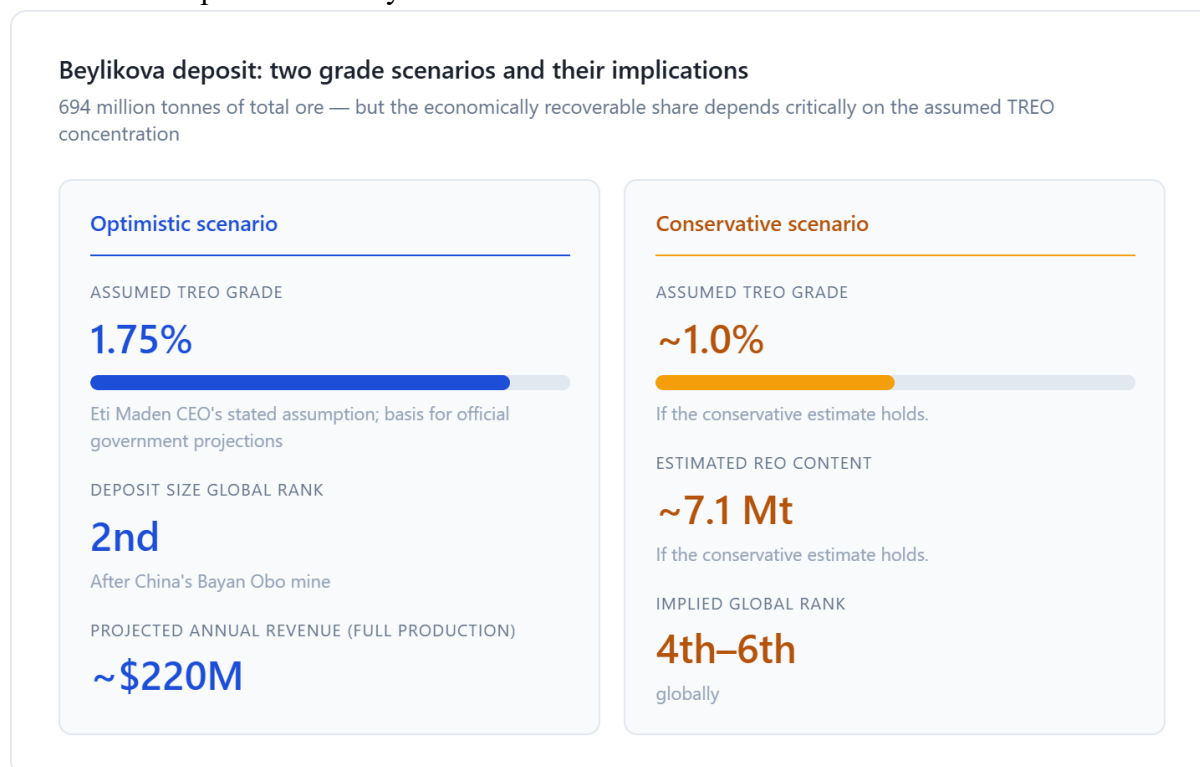 Beylikova deposit: two grade scenarios and their implications
694 million tonnes of total ore — but the economically recoverable share depends critically on the assumed TREO
concentration
Optimistic scenario
ASSUMED TREO GRADE
1.75%
Eti Maden CEO's stated assumption; basis for official
government projections
DEPOSIT SIZE GLOBAL RANK
2nd
After China's Bayan Obo mine
PROJECTED ANNUAL REVENUE (FULL PRODUCTION)
~$220M
Conservative scenario
ASSUMED TREO GRADE
~1.0%
If the conservative estimate holds.
ESTIMATED REO CONTENT
~7.1 Mt
If the conservative estimate holds.
IMPLIED GLOBAL RANK
4th–6th
globally